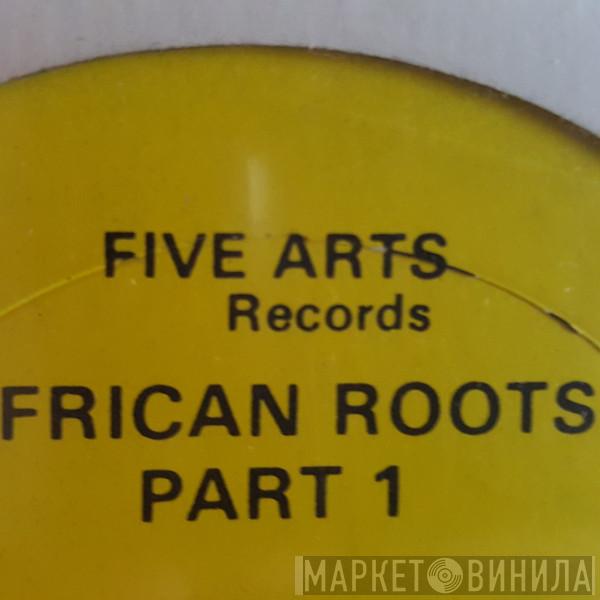 FIVE ARTS
Records
FRICAN ROOTS
PART 1
МАРКЕТ ВИНИЛА